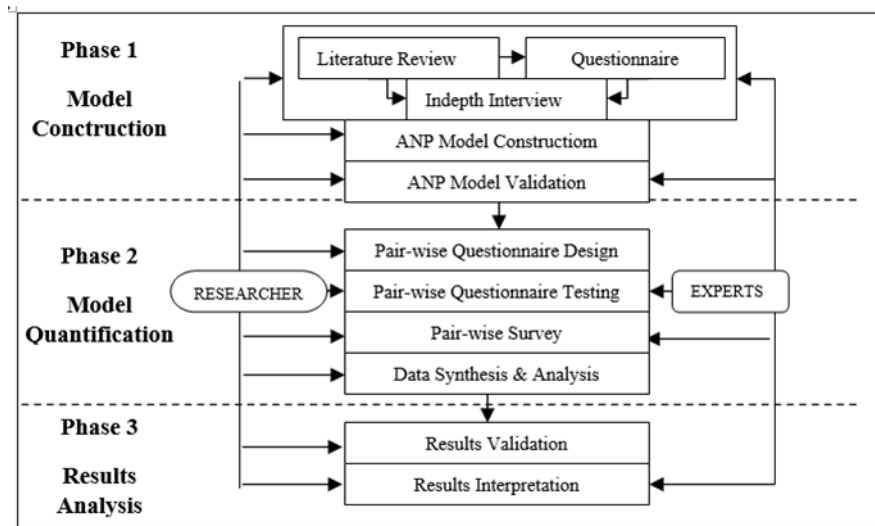 Phase 1
Model
Conctruction
Literature Review
Questionnaire
Indepth Interview
ANP Model Constructiom
ANP Model Validation
Phase 2
Model
Quantification
RESEARCHER
EXPERTS
Pair-wise Questionnaire Design
Pair-wise Questionnaire Testing
Pair-wise Survey
Data Synthesis & Analysis
Phase 3
Results
Analysis
Results Validation
Results Interpretation